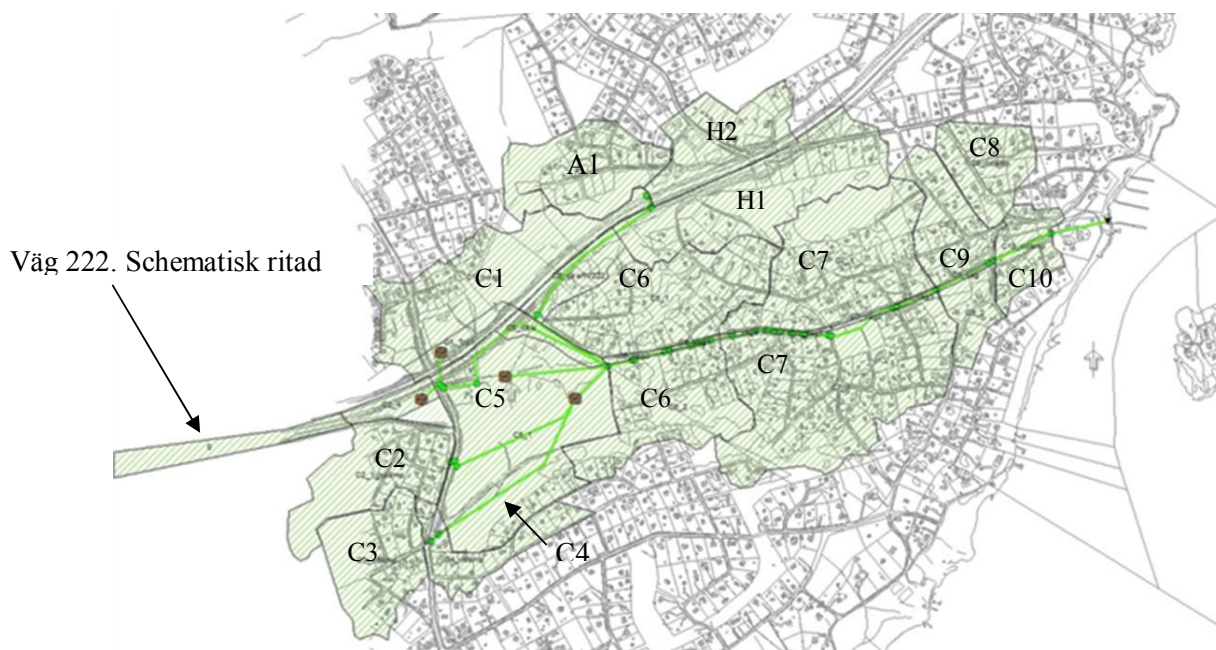 H2
C8
A1
H1
Väg 222. Schematisk ritad
C1
C6
C7
C9
C10
C5
C7
C6
C2
C3
C4